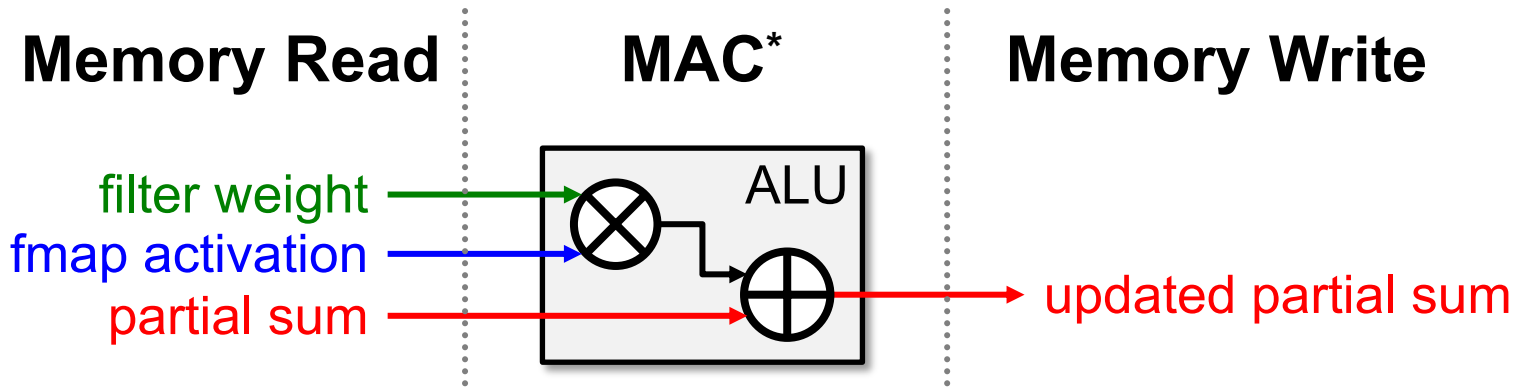 Memory Read
MAC*
Memory Write
ALU
filter weight
fmap activation
partial sum
updated partial sum